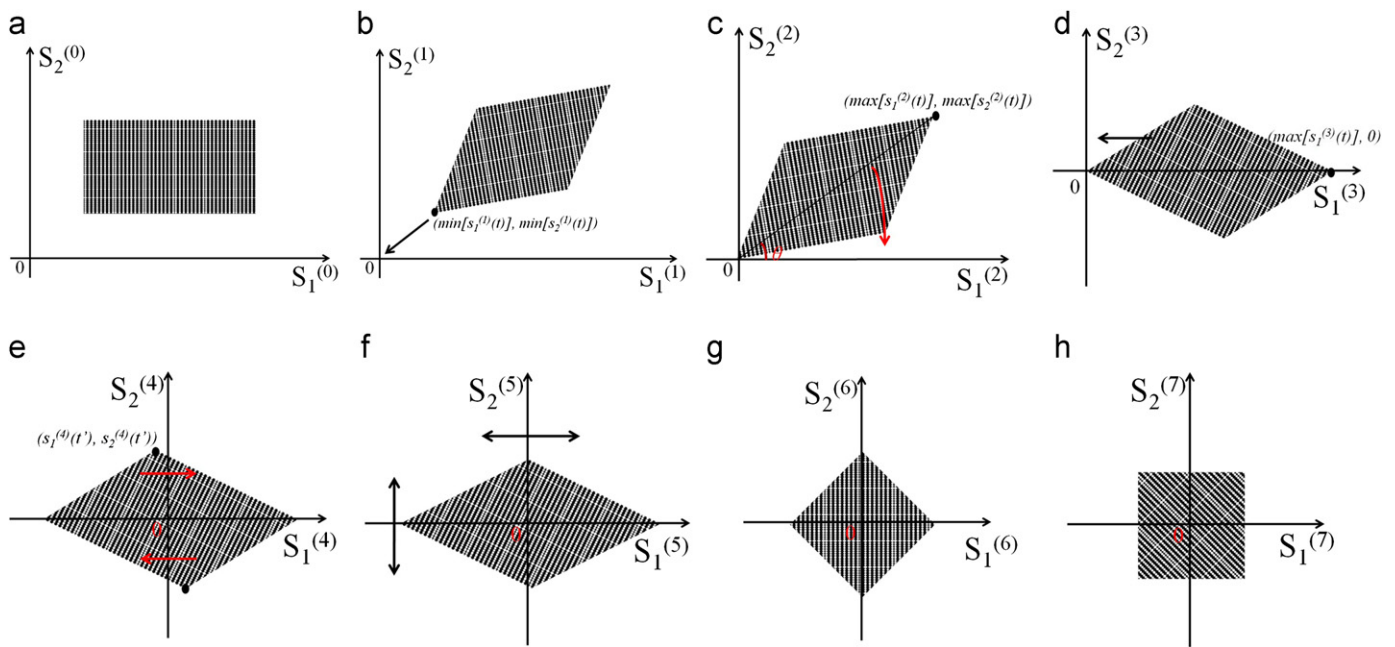 a
S₂⁽⁰⁾
0
S₁⁽⁰⁾
b
S₂⁽¹⁾
(min[s₁⁽¹⁾(t)], min[s₂⁽¹⁾(t)])
0
S₁⁽¹⁾
c
S₂⁽²⁾
(max[s₁⁽²⁾(t)], max[s₂⁽²⁾(t)])
θ
0
S₁⁽²⁾
d
S₂⁽³⁾
(max[s₁⁽³⁾(t)], 0)
0
S₁⁽³⁾
e
S₂⁽⁴⁾
(s₁⁽⁴⁾(t’), s₂⁽⁴⁾(t’))
0
S₁⁽⁴⁾
f
S₂⁽⁵⁾
0
S₁⁽⁵⁾
g
S₂⁽⁶⁾
0
S₁⁽⁶⁾
h
S₂⁽⁷⁾
0
S₁⁽⁷⁾